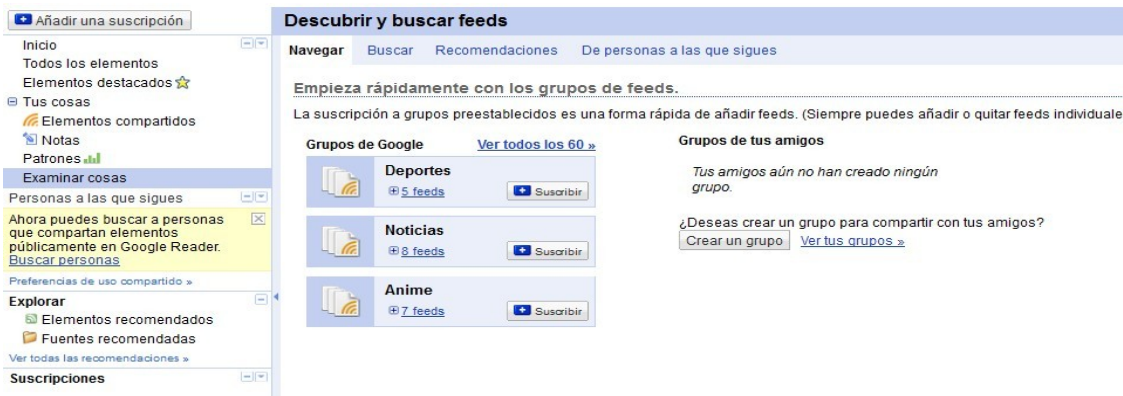 Añadir una suscripción
Inicio
Todos los elementos
Elementos destacados
Tus cosas
Elementos compartidos
Notas
Patrones
Examinar cosas
Personas a las que sigues
Ahora puedes buscar a personas
que compartan elementos
públicamente en Google Reader.
Buscar personas
Preferencias de uso compartido »
Explorar
Elementos recomendados
Fuentes recomendadas
Ver todas las recomendaciones »
Suscripciones
Descubrir y buscar feeds
Navegar Buscar Recomendaciones De personas a las que sigues
Empieza rápidamente con los grupos de feeds.
La suscripción a grupos preestablecidos es una forma rápida de añadir feeds. (Siempre puedes añadir o quitar feeds individuale
Grupos de Google Ver todos los 60 »
Deportes
5 feeds Suscribir
Noticias
8 feeds Suscribir
Anime
7 feeds Suscribir
Grupos de tus amigos
Tus amigos aún no han creado ningún
grupo.
¿Deseas crear un grupo para compartir con tus amigos?
Crear un grupo Ver tus grupos »